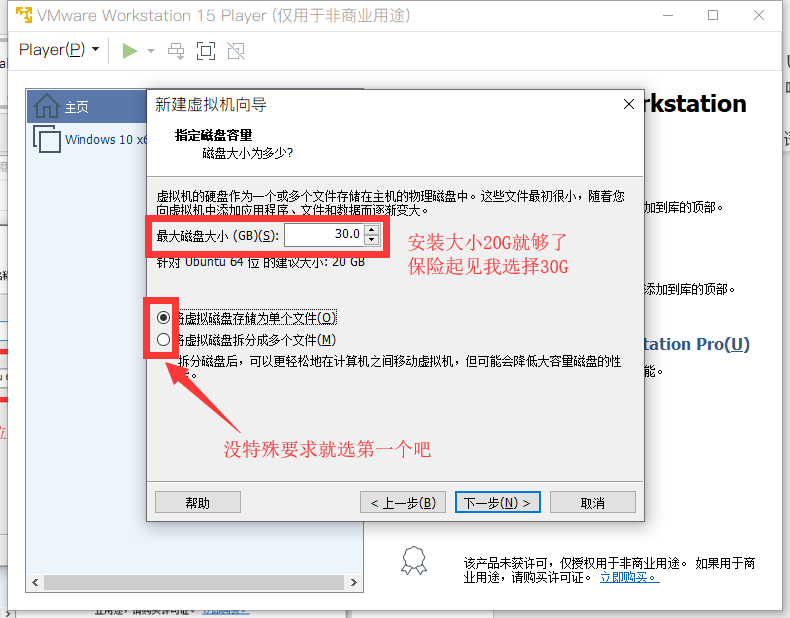 VMware Workstation 15 Player (仅用于非商业用途)
Player(P)
主页
Windows 10 x6
rkstation
新建虚拟机向导
指定磁盘容量
磁盘大小为多少?
虚拟机的硬盘作为一个或多个文件存储在主机的物理磁盘中。这些文件最初很小，随着您
向虚拟机中添加应用程序、文件和数据而逐渐变大。
加到库的顶部。
最大磁盘大小 (GB)(S): 30.0
安装大小20G就够了
保险起见我选择30G
针对 Ubuntu 64 位 的建议大小: 20 GB
添加到库的顶部。
将虚拟磁盘存储为单个文件(O)
将虚拟磁盘拆分成多个文件(M)
tation Pro(U)
拆分磁盘后，可以更轻松地在计算机之间移动虚拟机，但可能会降低大容量磁盘的性
能。
没特殊要求就选第一个吧
帮助
< 上一步(B)
下一步(N) >
取消
该产品未获许可，仅授权用于非商业用途。 如果用于商
业用途，请购买许可证。 立即购买。
业用途，请购买许可证。 立即购买。